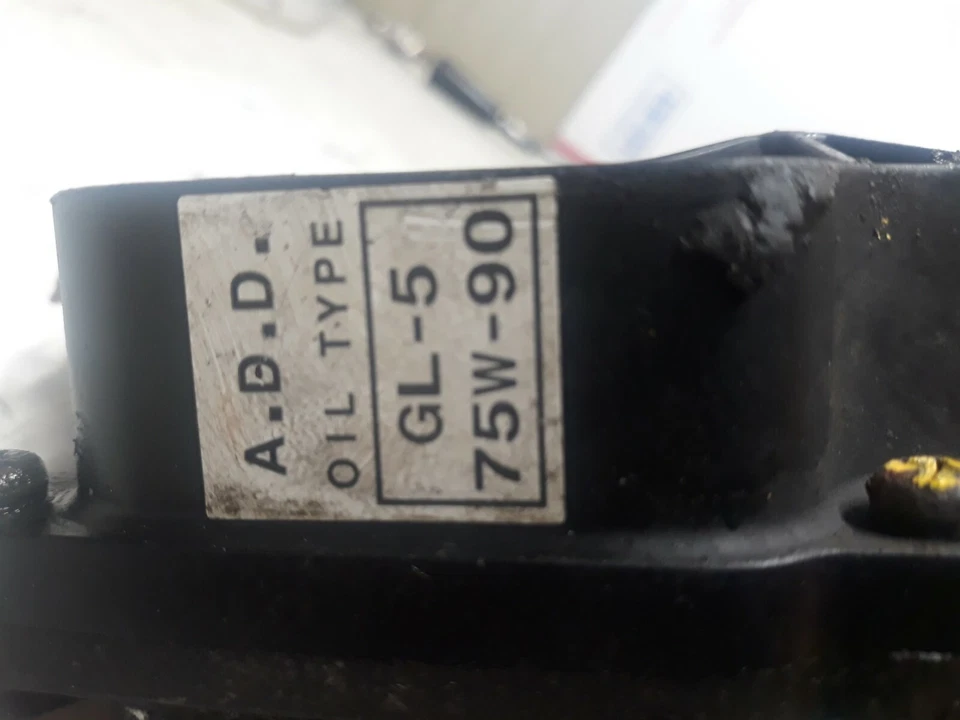 A.D.D.
OIL TYPE
GL-5
75W-90